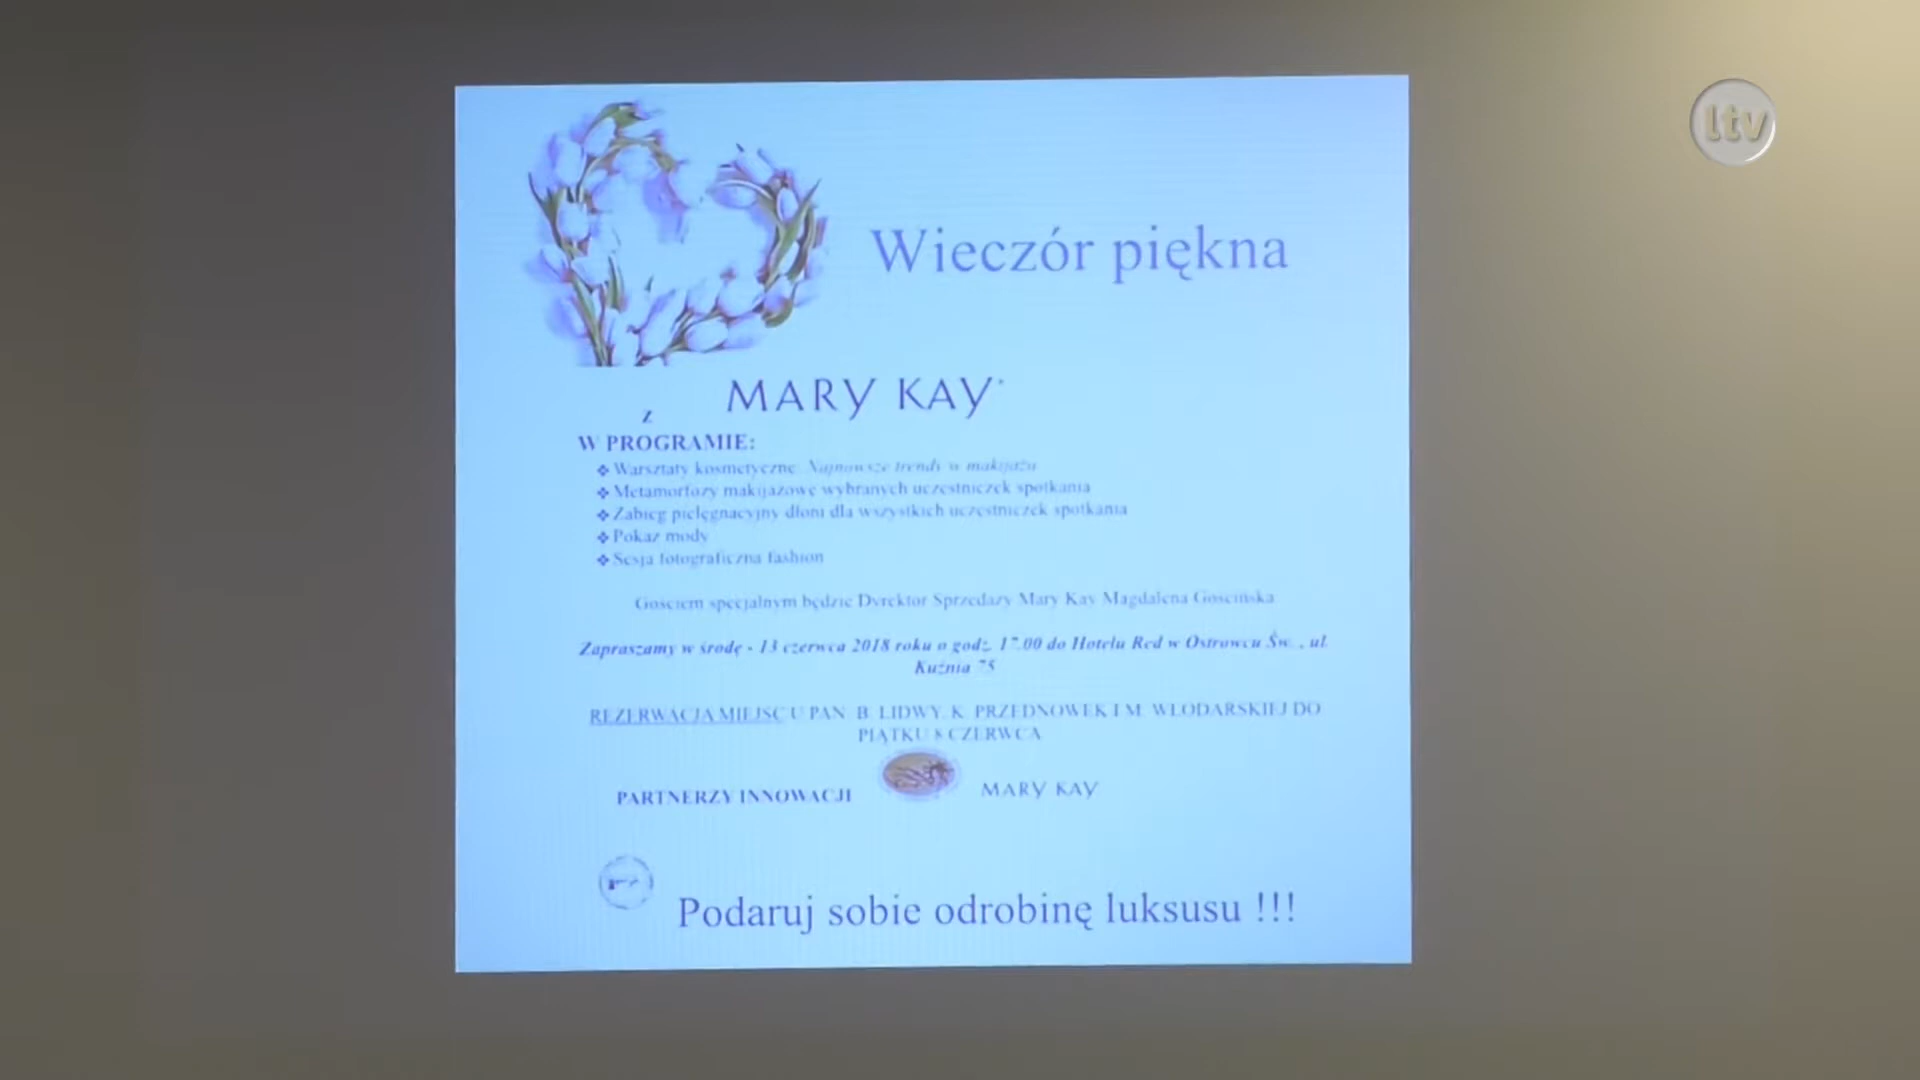 ltv
Wieczór piękna
z MARY KAY
W PROGRAMIE:
❖ Warsztaty kosmetyczne Najnowsze trendy w makijażu
❖ Metamorfozy makijażowe wybranych uczestniczek spotkania
❖ Zabieg pielęgnacyjny dłoni dla wszystkich uczestniczek spotkania
❖ Pokaz mody
❖ Sesja fotograficzna fashion
Gościem specjalnym będzie Dyrektor Sprzedaży Mary Kay Magdalena Gościńska
Zapraszamy w środę - 13 czerwca 2018 roku o godz. 17.00 do Hotelu Red w Ostrowcu Św. , ul.
Kuźnia 75
REZERWACJA MIEJSC U PAN B. LIDWY, K. PRZEDNOWEK I M. WŁODARSKIEJ DO
PIĄTKU 8 CZERWCA
PARTNERZY INNOWACJI MARY KAY
Podaruj sobie odrobinę luksusu !!!